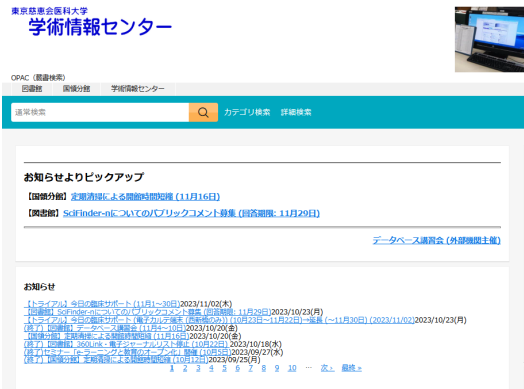 東京慈恵会医科大学
学術情報センター
OPAC（蔵書検索）
図書館 国領分館 学術情報センター
通常検索 カテゴリ検索 詳細検索
お知らせよりピックアップ
【国領分館】定期清掃による開館時間短縮 (11月16日)
【図書館】SciFinder-nについてのパブリックコメント募集 (回答期限: 11月29日)
データベース講習会 (外部機関主催)
お知らせ
【トライアル】今日の臨床サポート (11月1～30日)2023/11/02(木)
【図書館】SciFinder-nについてのパブリックコメント募集 (回答期限: 11月29日)2023/10/23(月)
【トライアル】今日の臨床サポート (電子カルテ端末 (西新橋のみ)) (10月23日～11月22日)→延長 (～11月30日) (2023/11/02)2023/10/23(月)
(終了)【図書館】データベース講習会 (11月4～10日)2023/10/20(金)
【国領分館】定期清掃による開館時間短縮 (11月16日)2023/10/20(金)
(終了)【図書館】360Link・電子ジャーナルリスト停止 (10月22日) 2023/10/18(水)
(終了)セミナー「e-ラーニングと教育のオープン化」開催 (10月5日)2023/09/27(水)
(終了)【国領分館】定期清掃による開館時間短縮 (10月12日)2023/09/25(月)
1 2 3 4 5 6 7 8 9 10 … 次 › 最終 »